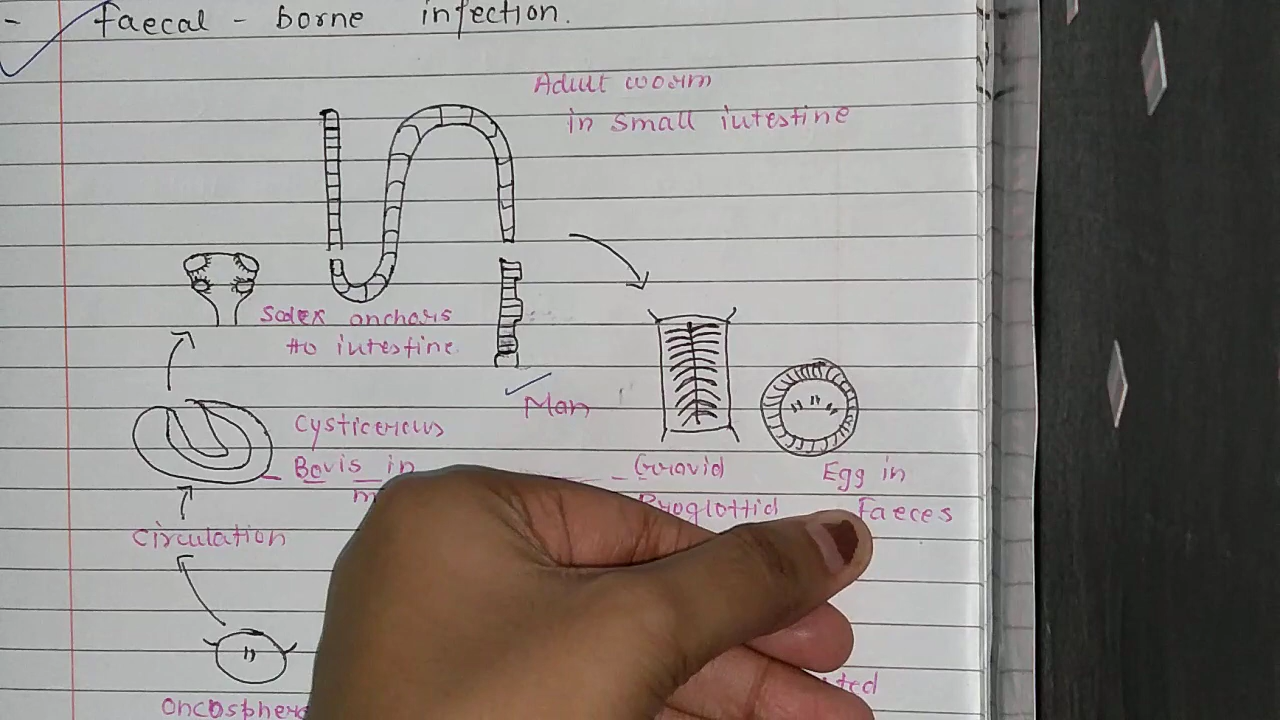 - faecal - borne infection.
Adult worm
in small intestine
Scolex anchors
to intestine
Man
Cysticercus
Bovis in
Gravid
Proglottid
Egg in
faeces
Circulation